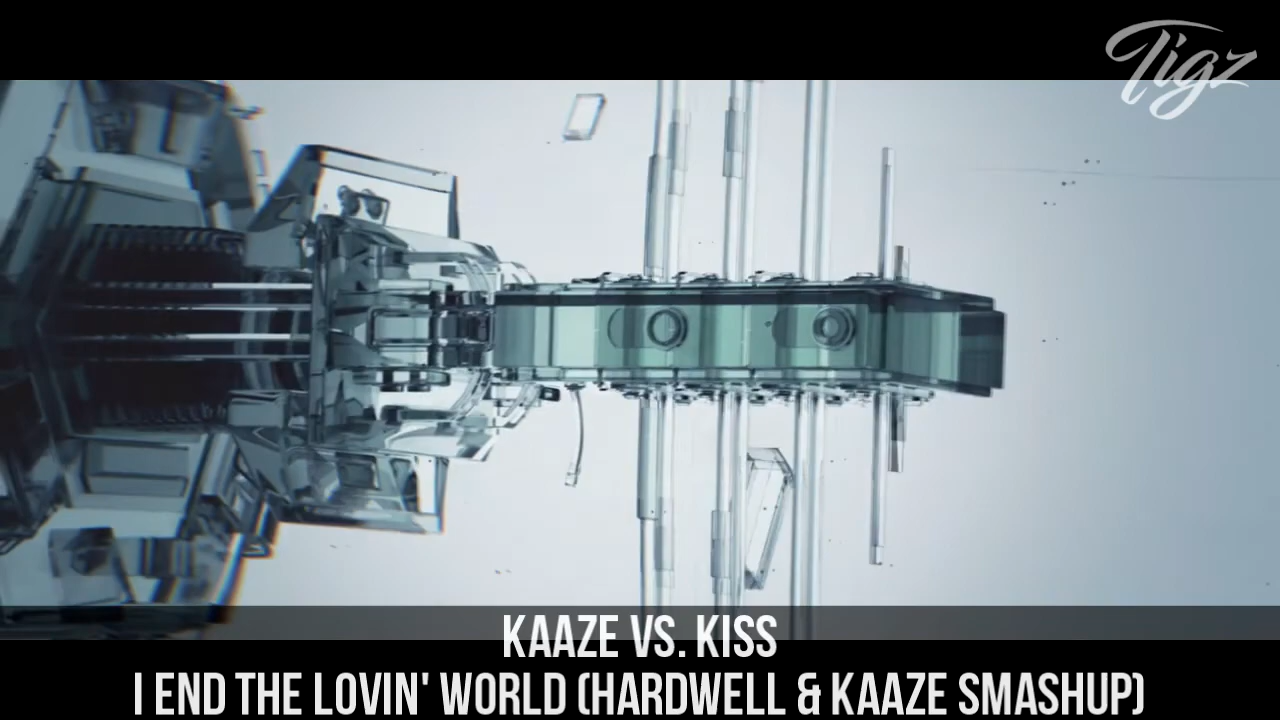 Tigz
KAAZE VS. KISS
I END THE LOVIN' WORLD (HARDWELL & KAAZE SMASHUP)